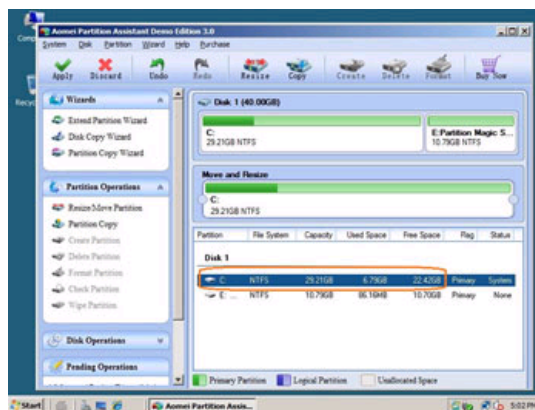 Aomei Partition Assistant Demo Edition 3.0
System Disk Partition Wizard Help Purchase
Apply Discard Undo Redo Resize Copy Create Delete Format Buy Now
Wizards
Extend Partition Wizard
Disk Copy Wizard
Partition Copy Wizard
Partition Operations
Resize/Move Partition
Partition Copy
Create Partition
Delete Partition
Format Partition
Check Partition
Wipe Partition
Disk Operations
Pending Operations
Disk 1 (40.00GB)
C:
29.21GB NTFS
E:Partition Magic S...
10.79GB NTFS
Move and Resize
C:
29.21GB NTFS
Partition File System Capacity Used Space Free Space Flag Status
Disk 1
C: NTFS 29.21GB 6.79GB 22.42GB Primary System
E: ... NTFS 10.79GB 86.16MB 10.70GB Primary None
Primary Partition Logical Partition Unallocated Space
Start Aomei Partition Assis... 5:02 PM